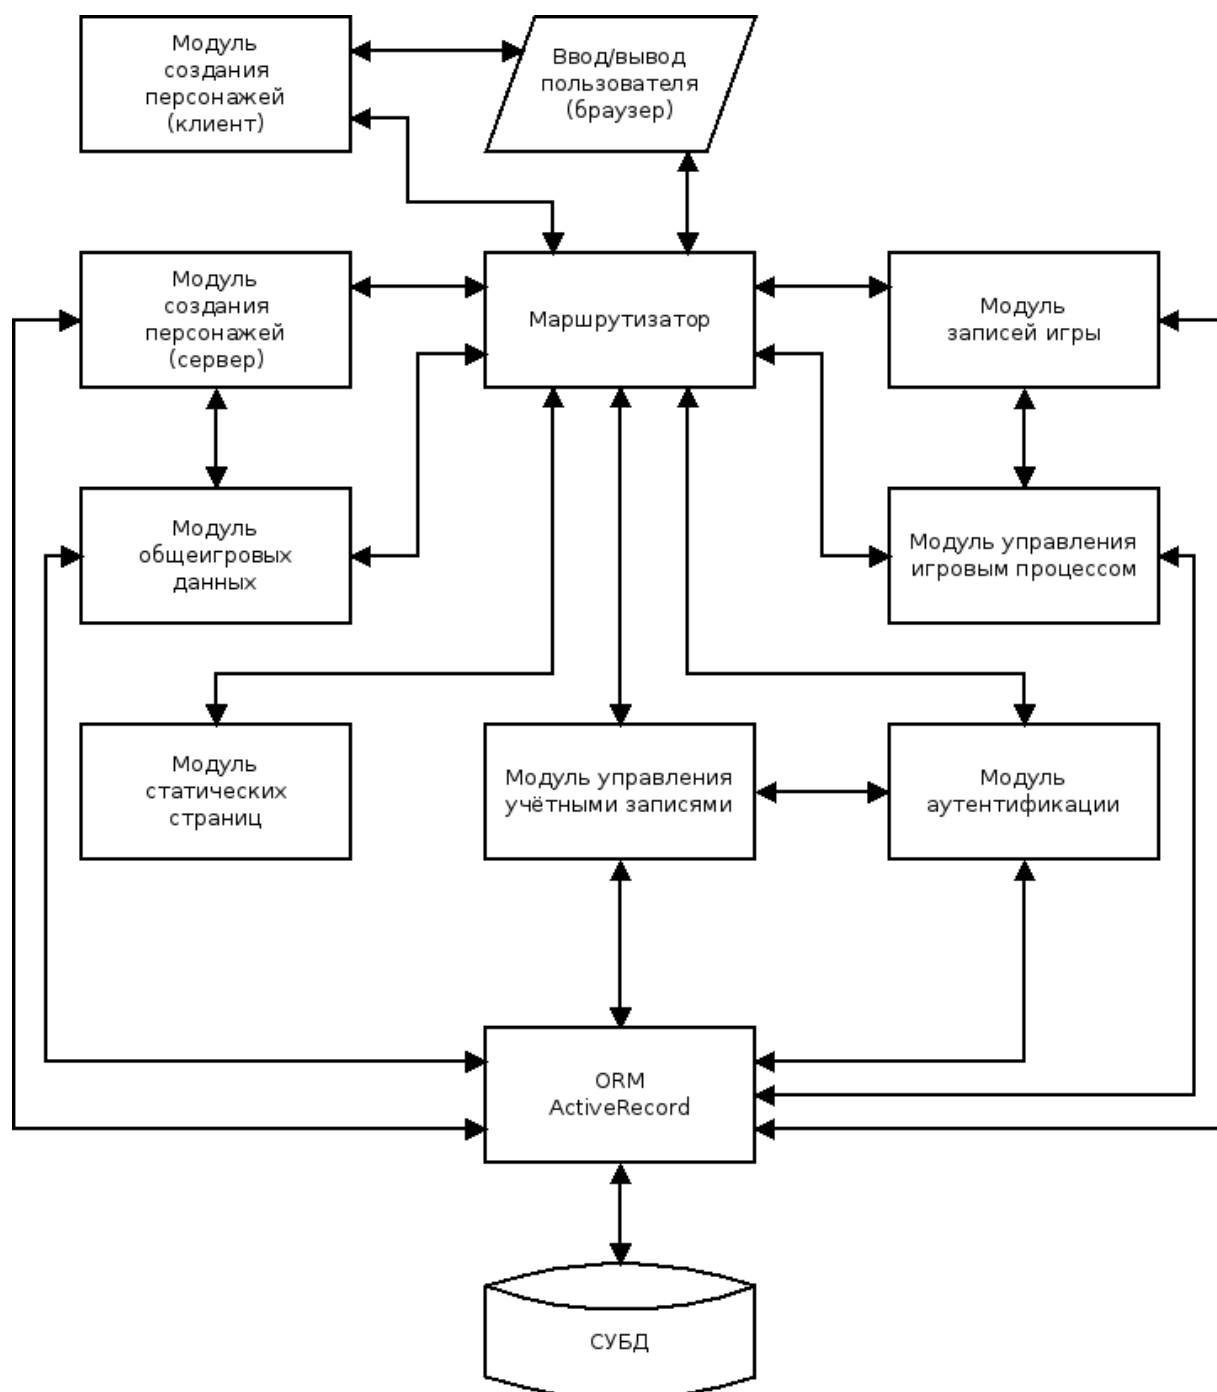 Модуль
создания
персонажей
(клиент)
Ввод/вывод
пользователя
(браузер)
Модуль
создания
персонажей
(сервер)
Маршрутизатор
Модуль
записей игры
Модуль
общеигровых
данных
Модуль управления
игровым процессом
Модуль
статических
страниц
Модуль управления
учётными записями
Модуль
аутентификации
ORM
ActiveRecord
СУБД